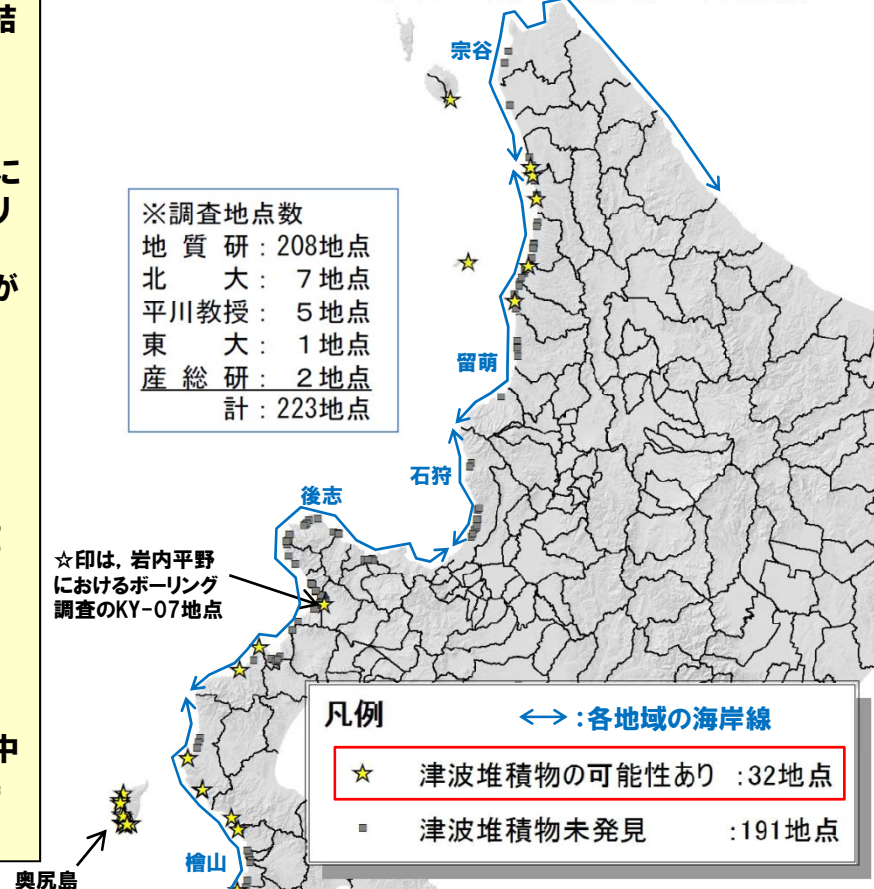 結
に
リ
が
中
※調査地点数
地質研：208地点
北大：7地点
平川教授：5地点
東大：1地点
産総研：2地点
計：223地点
宗谷
留萌
石狩
後志
☆印は，岩内平野
におけるボーリング
調査のKY-07地点
檜山
奥尻島
凡例
⟷：各地域の海岸線
☆ 津波堆積物の可能性あり：32地点
■ 津波堆積物未発見：191地点